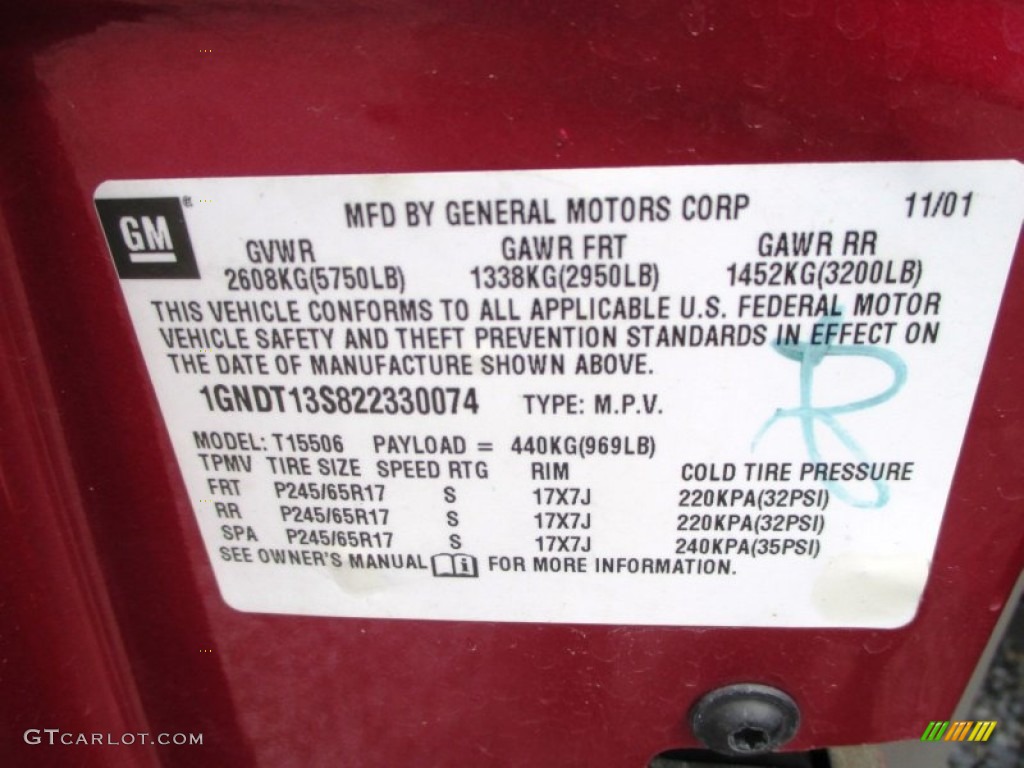 GM® MFD BY GENERAL MOTORS CORP 11/01
GVWR GAWR FRT GAWR RR
2608KG(5750LB) 1338KG(2950LB) 1452KG(3200LB)
THIS VEHICLE CONFORMS TO ALL APPLICABLE U.S. FEDERAL MOTOR
VEHICLE SAFETY AND THEFT PREVENTION STANDARDS IN EFFECT ON
THE DATE OF MANUFACTURE SHOWN ABOVE.
1GNDT13S822330074 TYPE: M.P.V.
MODEL: T15506 PAYLOAD = 440KG(969LB)
TPMV TIRE SIZE SPEED RTG RIM COLD TIRE PRESSURE
FRT P245/65R17 S 17X7J 220KPA(32PSI)
RR P245/65R17 S 17X7J 220KPA(32PSI)
SPA P245/65R17 S 17X7J 240KPA(35PSI)
SEE OWNER'S MANUAL FOR MORE INFORMATION.
GTcarlot.com